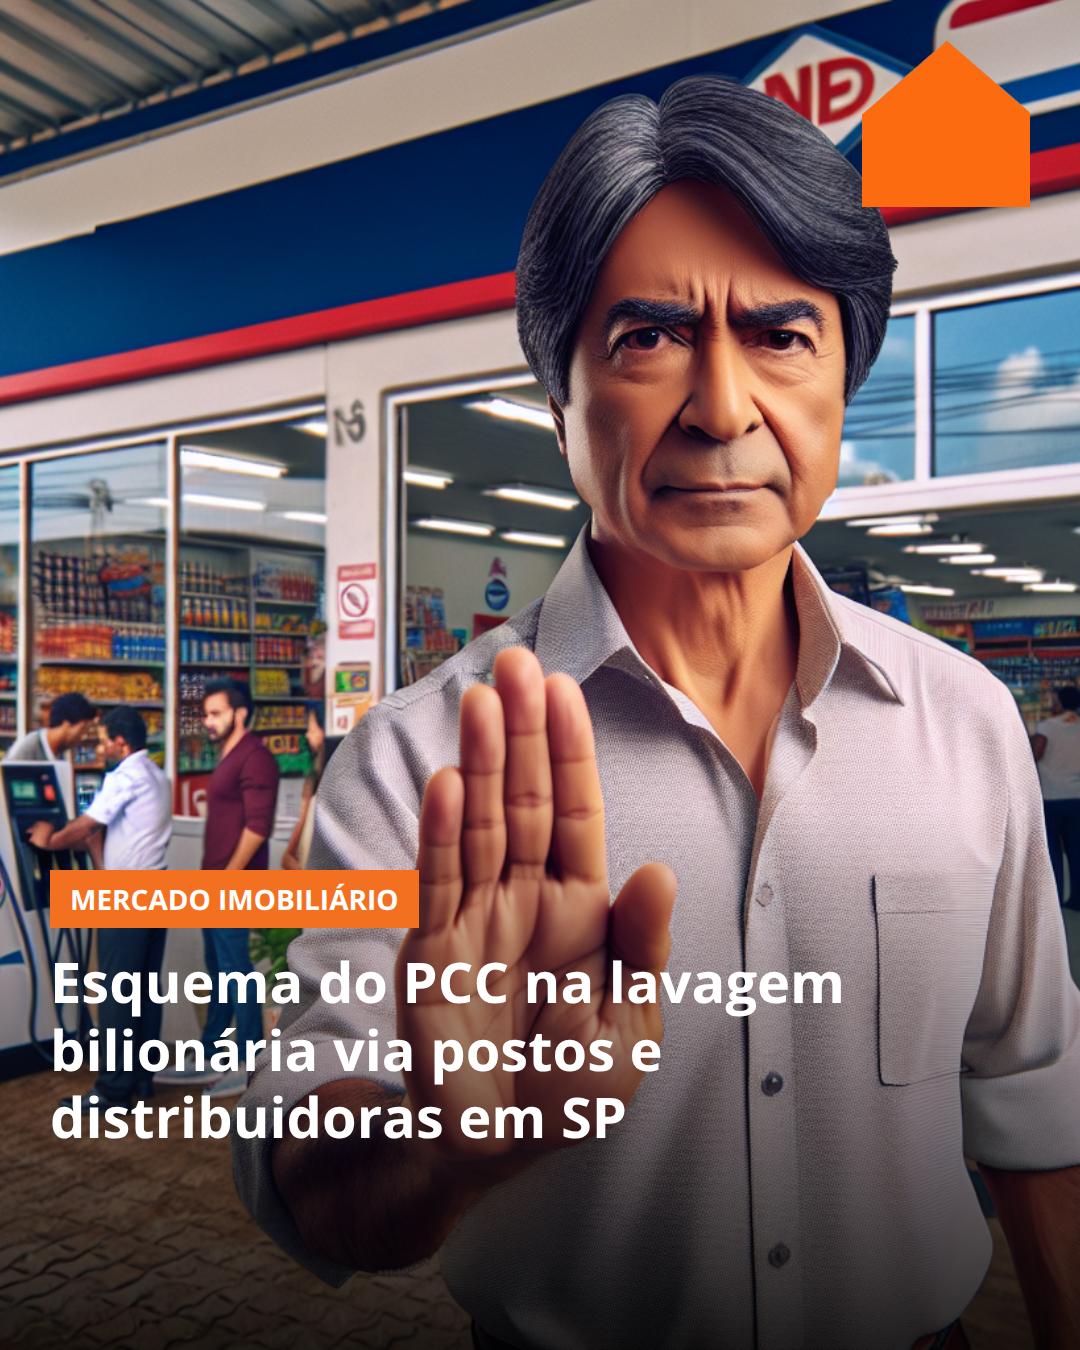 MERCADO IMOBILIÁRIO
Esquema do PCC na lavagem
bilionária via postos e
distribuidoras em SP